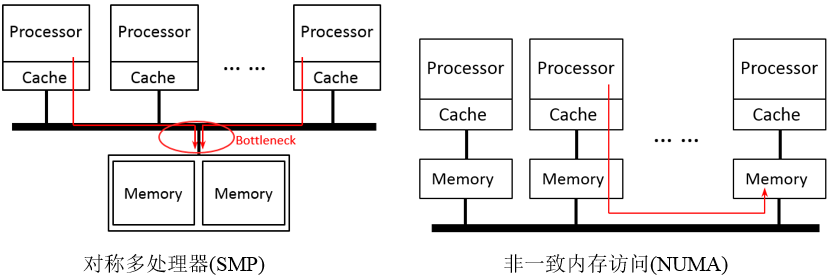 Processor
Cache
Processor
Cache
... ...
Processor
Cache
Bottleneck
Memory
Memory
对称多处理器(SMP)
Processor
Cache
Memory
Processor
Cache
Memory
... ...
Processor
Cache
Memory
非一致内存访问(NUMA)